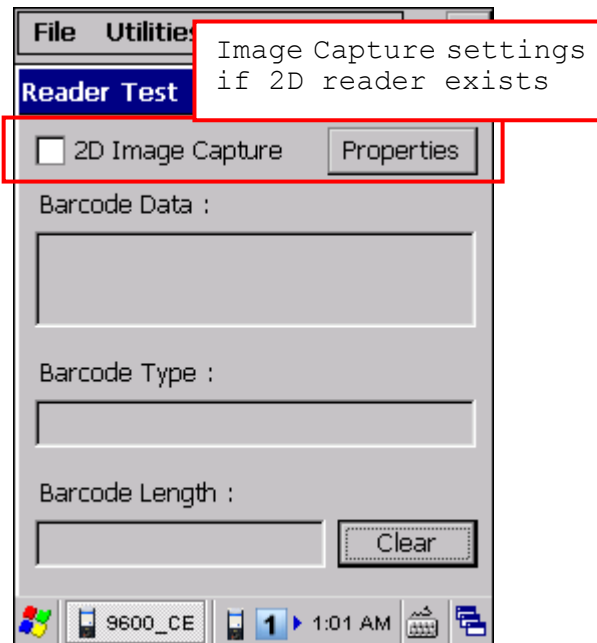 File Utilities
Image Capture settings
if 2D reader exists
Reader Test
2D Image Capture Properties
Barcode Data :
Barcode Type :
Barcode Length :
Clear
9600_CE 1 1:01 AM